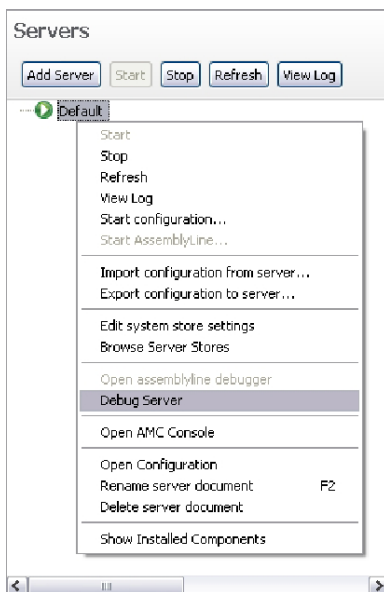 Servers
Add Server Start Stop Refresh View Log
Default
Start
Stop
Refresh
View Log
Start configuration...
Start AssemblyLine...
Import configuration from server...
Export configuration to server...
Edit system store settings
Browse Server Stores
Open assemblyline debugger
Debug Server
Open AMC Console
Open Configuration
Rename server document F2
Delete server document
Show Installed Components